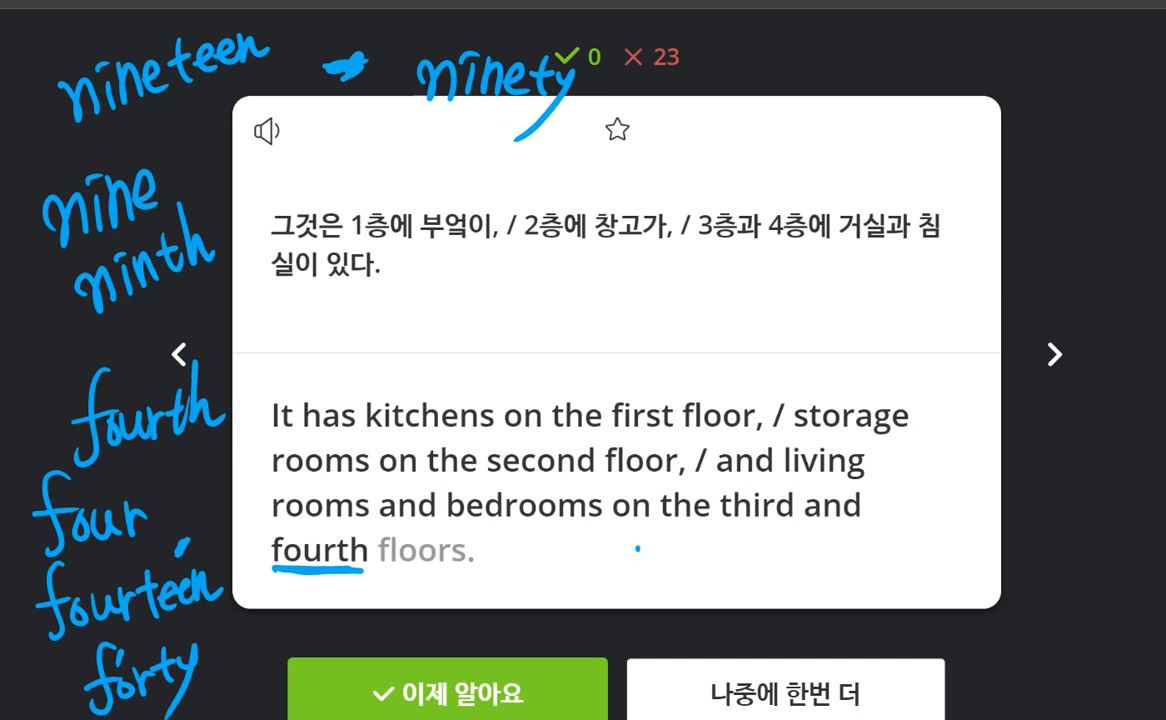 nineteen ninety
0 23
nine
ninth
그것은 1층에 부엌이, / 2층에 창고가, / 3층과 4층에 거실과 침
실이 있다.
fourth
four
fourteen
forty
It has kitchens on the first floor, / storage
rooms on the second floor, / and living
rooms and bedrooms on the third and
fourth floors.
이제 알아요
나중에 한번 더